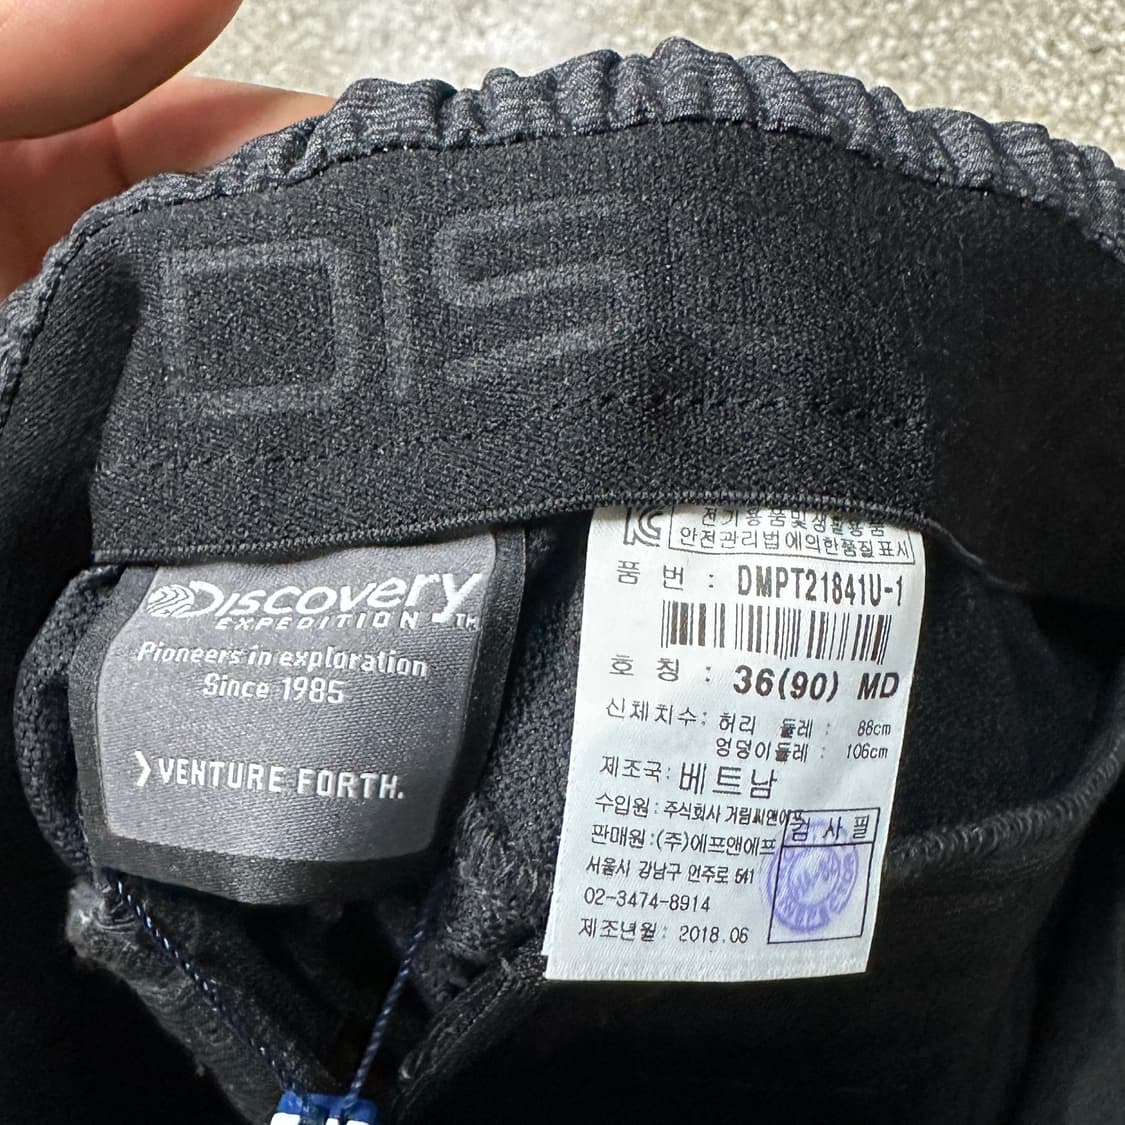 DIS
Discovery
EXPEDITION TM
Pioneers in exploration
Since 1985
❯VENTURE FORTH.
전기용품및생활용품
안전관리법에의한품질표시
품 번 : DMPT21841U-1
호 칭 : 36(90) MD
신체치수: 허리 둘레 : 88cm
엉덩이둘레 : 106cm
제조국: 베트남
수입원 : 주식회사 거림씨앤에프
판매원 :(주)에프앤에프
서울시 강남구 언주로 541
02-3474-8914
제조년월 : 2018.06
검 사 필